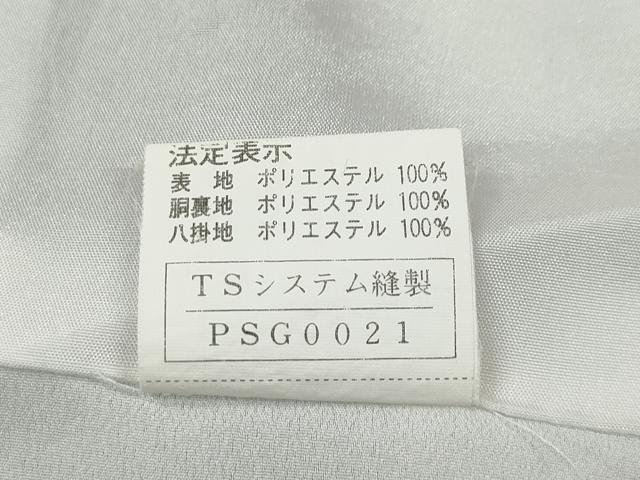 法定表示
表　地　ポリエステル 100%
胴裏地　ポリエステル 100%
八掛地　ポリエステル 100%
ＴＳシステム縫製
ＰＳＧ００２１